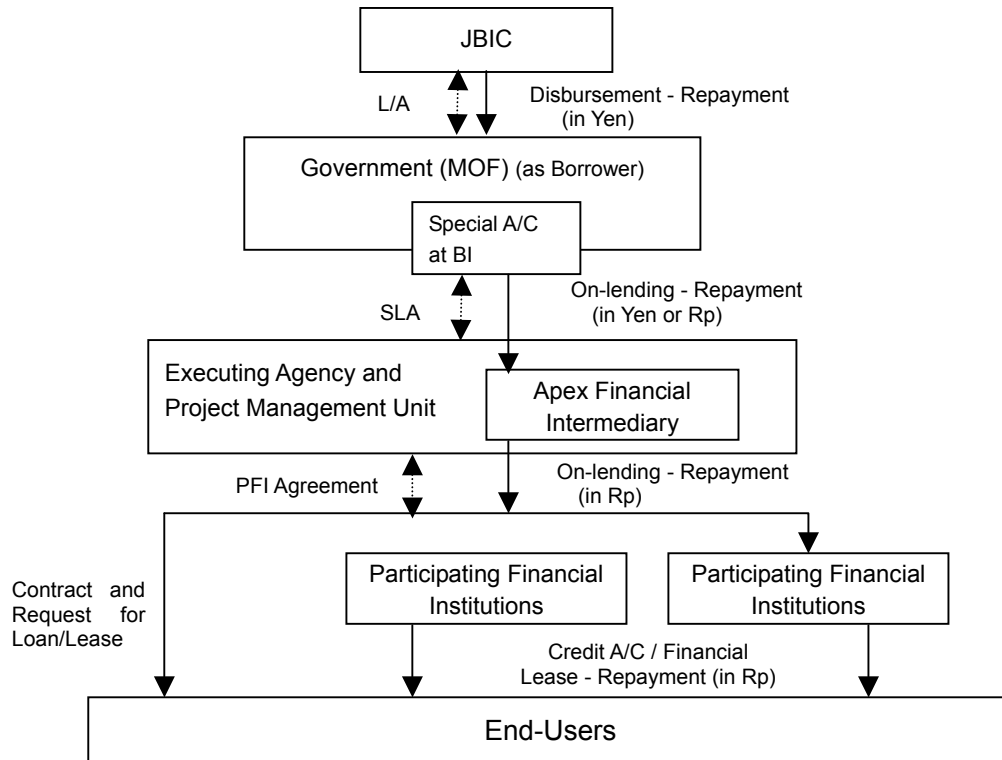 JBIC
L/A
Disbursement - Repayment
(in Yen)
Government (MOF) (as Borrower)
Special A/C
at BI
SLA
On-lending - Repayment
(in Yen or Rp)
Executing Agency and
Project Management Unit
Apex Financial
Intermediary
PFI Agreement
On-lending - Repayment
(in Rp)
Contract and
Request for
Loan/Lease
Participating Financial
Institutions
Participating Financial
Institutions
Credit A/C / Financial
Lease - Repayment (in Rp)
End-Users